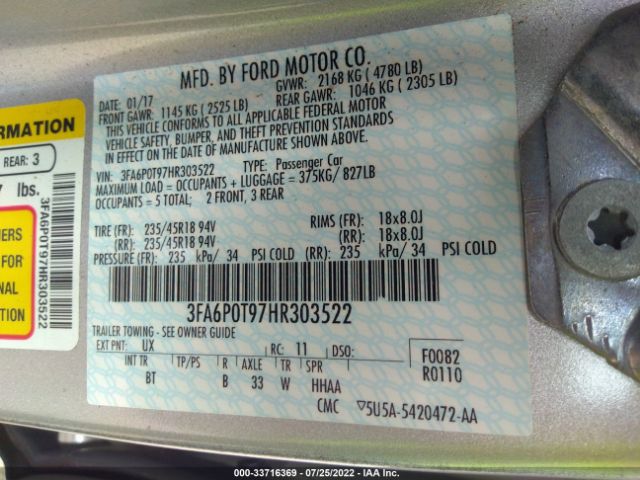 MFD. BY FORD MOTOR CO.
DATE: 01/17 GVWR: 2168 KG ( 4780 LB)
FRONT GAWR: 1145 KG ( 2525 LB) REAR GAWR: 1046 KG ( 2305 LB)
THIS VEHICLE CONFORMS TO ALL APPLICABLE FEDERAL MOTOR
VEHICLE SAFETY, BUMPER, AND THEFT PREVENTION STANDARDS
IN EFFECT ON THE DATE OF MANUFACTURE SHOWN ABOVE.
VIN: 3FA6P0T97HR303522 TYPE: Passenger Car
MAXIMUM LOAD = OCCUPANTS + LUGGAGE = 375KG/ 827LB
OCCUPANTS = 5 TOTAL; 2 FRONT, 3 REAR
TIRE (FR): 235/45R18 94V RIMS (FR): 18x8.0J
(RR): 235/45R18 94V (RR): 18x8.0J
PRESSURE (FR): 235 kPa/ 34 PSI COLD (RR): 235 kPa/ 34 PSI COLD
3FA6P0T97HR303522
TRAILER TOWING - SEE OWNER GUIDE
EXT PNT: UX RC: 11 DSO: F0082
INT TR TP/PS R AXLE TR SPR R0110
BT B 33 W HHAA
CMC 5U5A-5420472-AA
ORMATION
REAR: 3
lbs.
3FA6P0T97HR303522
FOR
NAL
000-33716369 - 07/25/2022 - IAA Inc.